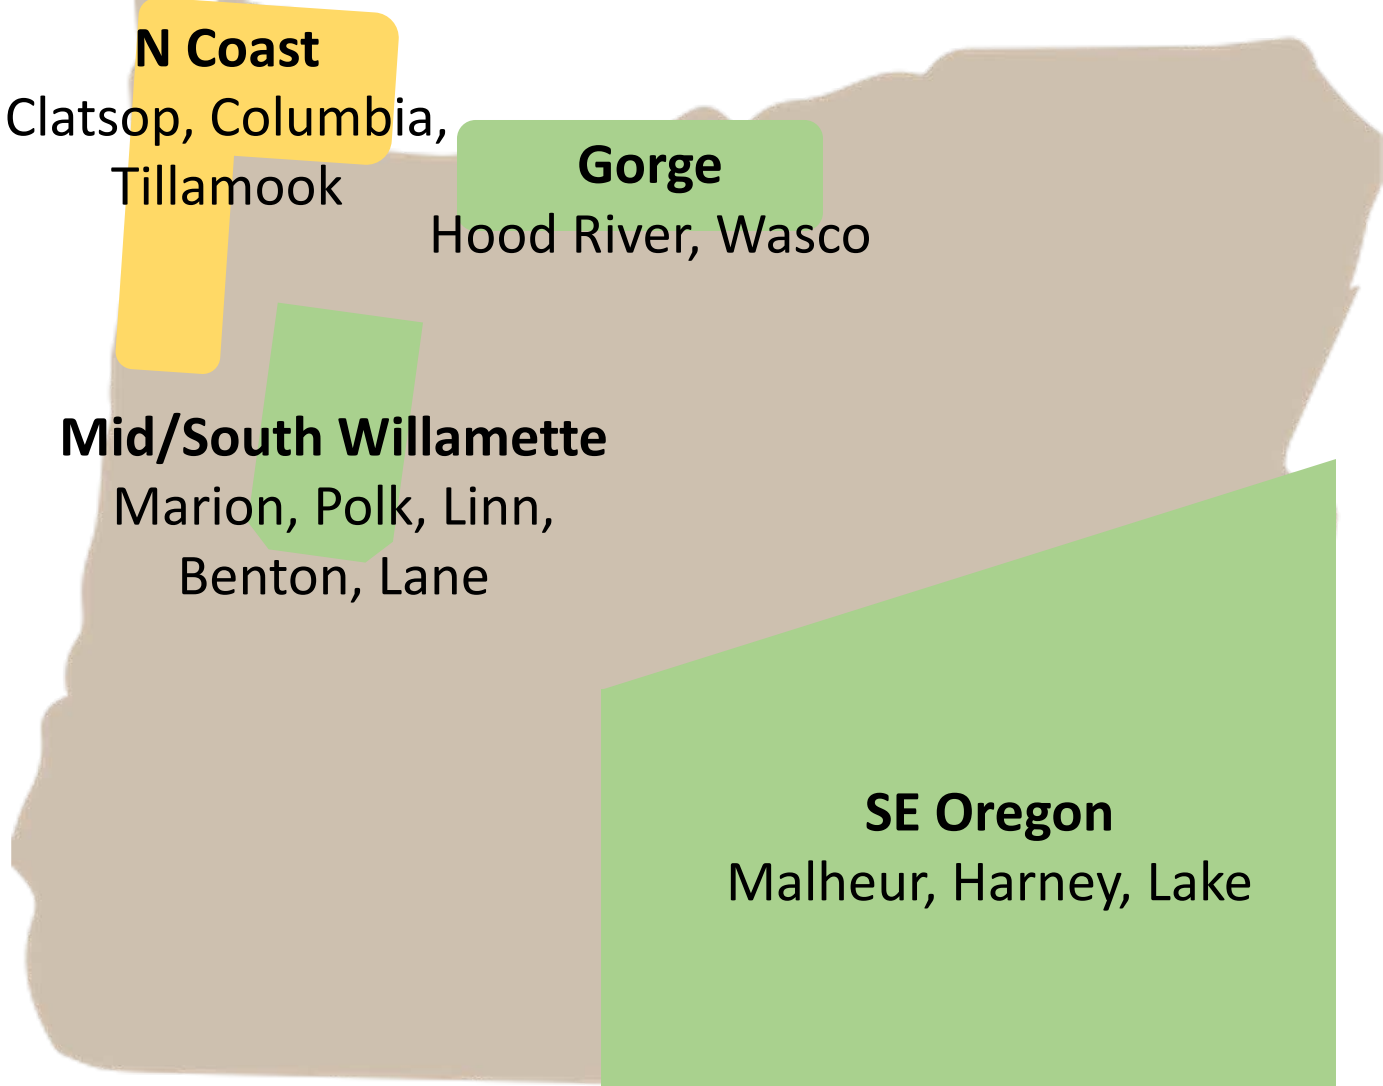 N Coast
Clatsop, Columbia,
Tillamook
Gorge
Hood River, Wasco
Mid/South Willamette
Marion, Polk, Linn,
Benton, Lane
SE Oregon
Malheur, Harney, Lake